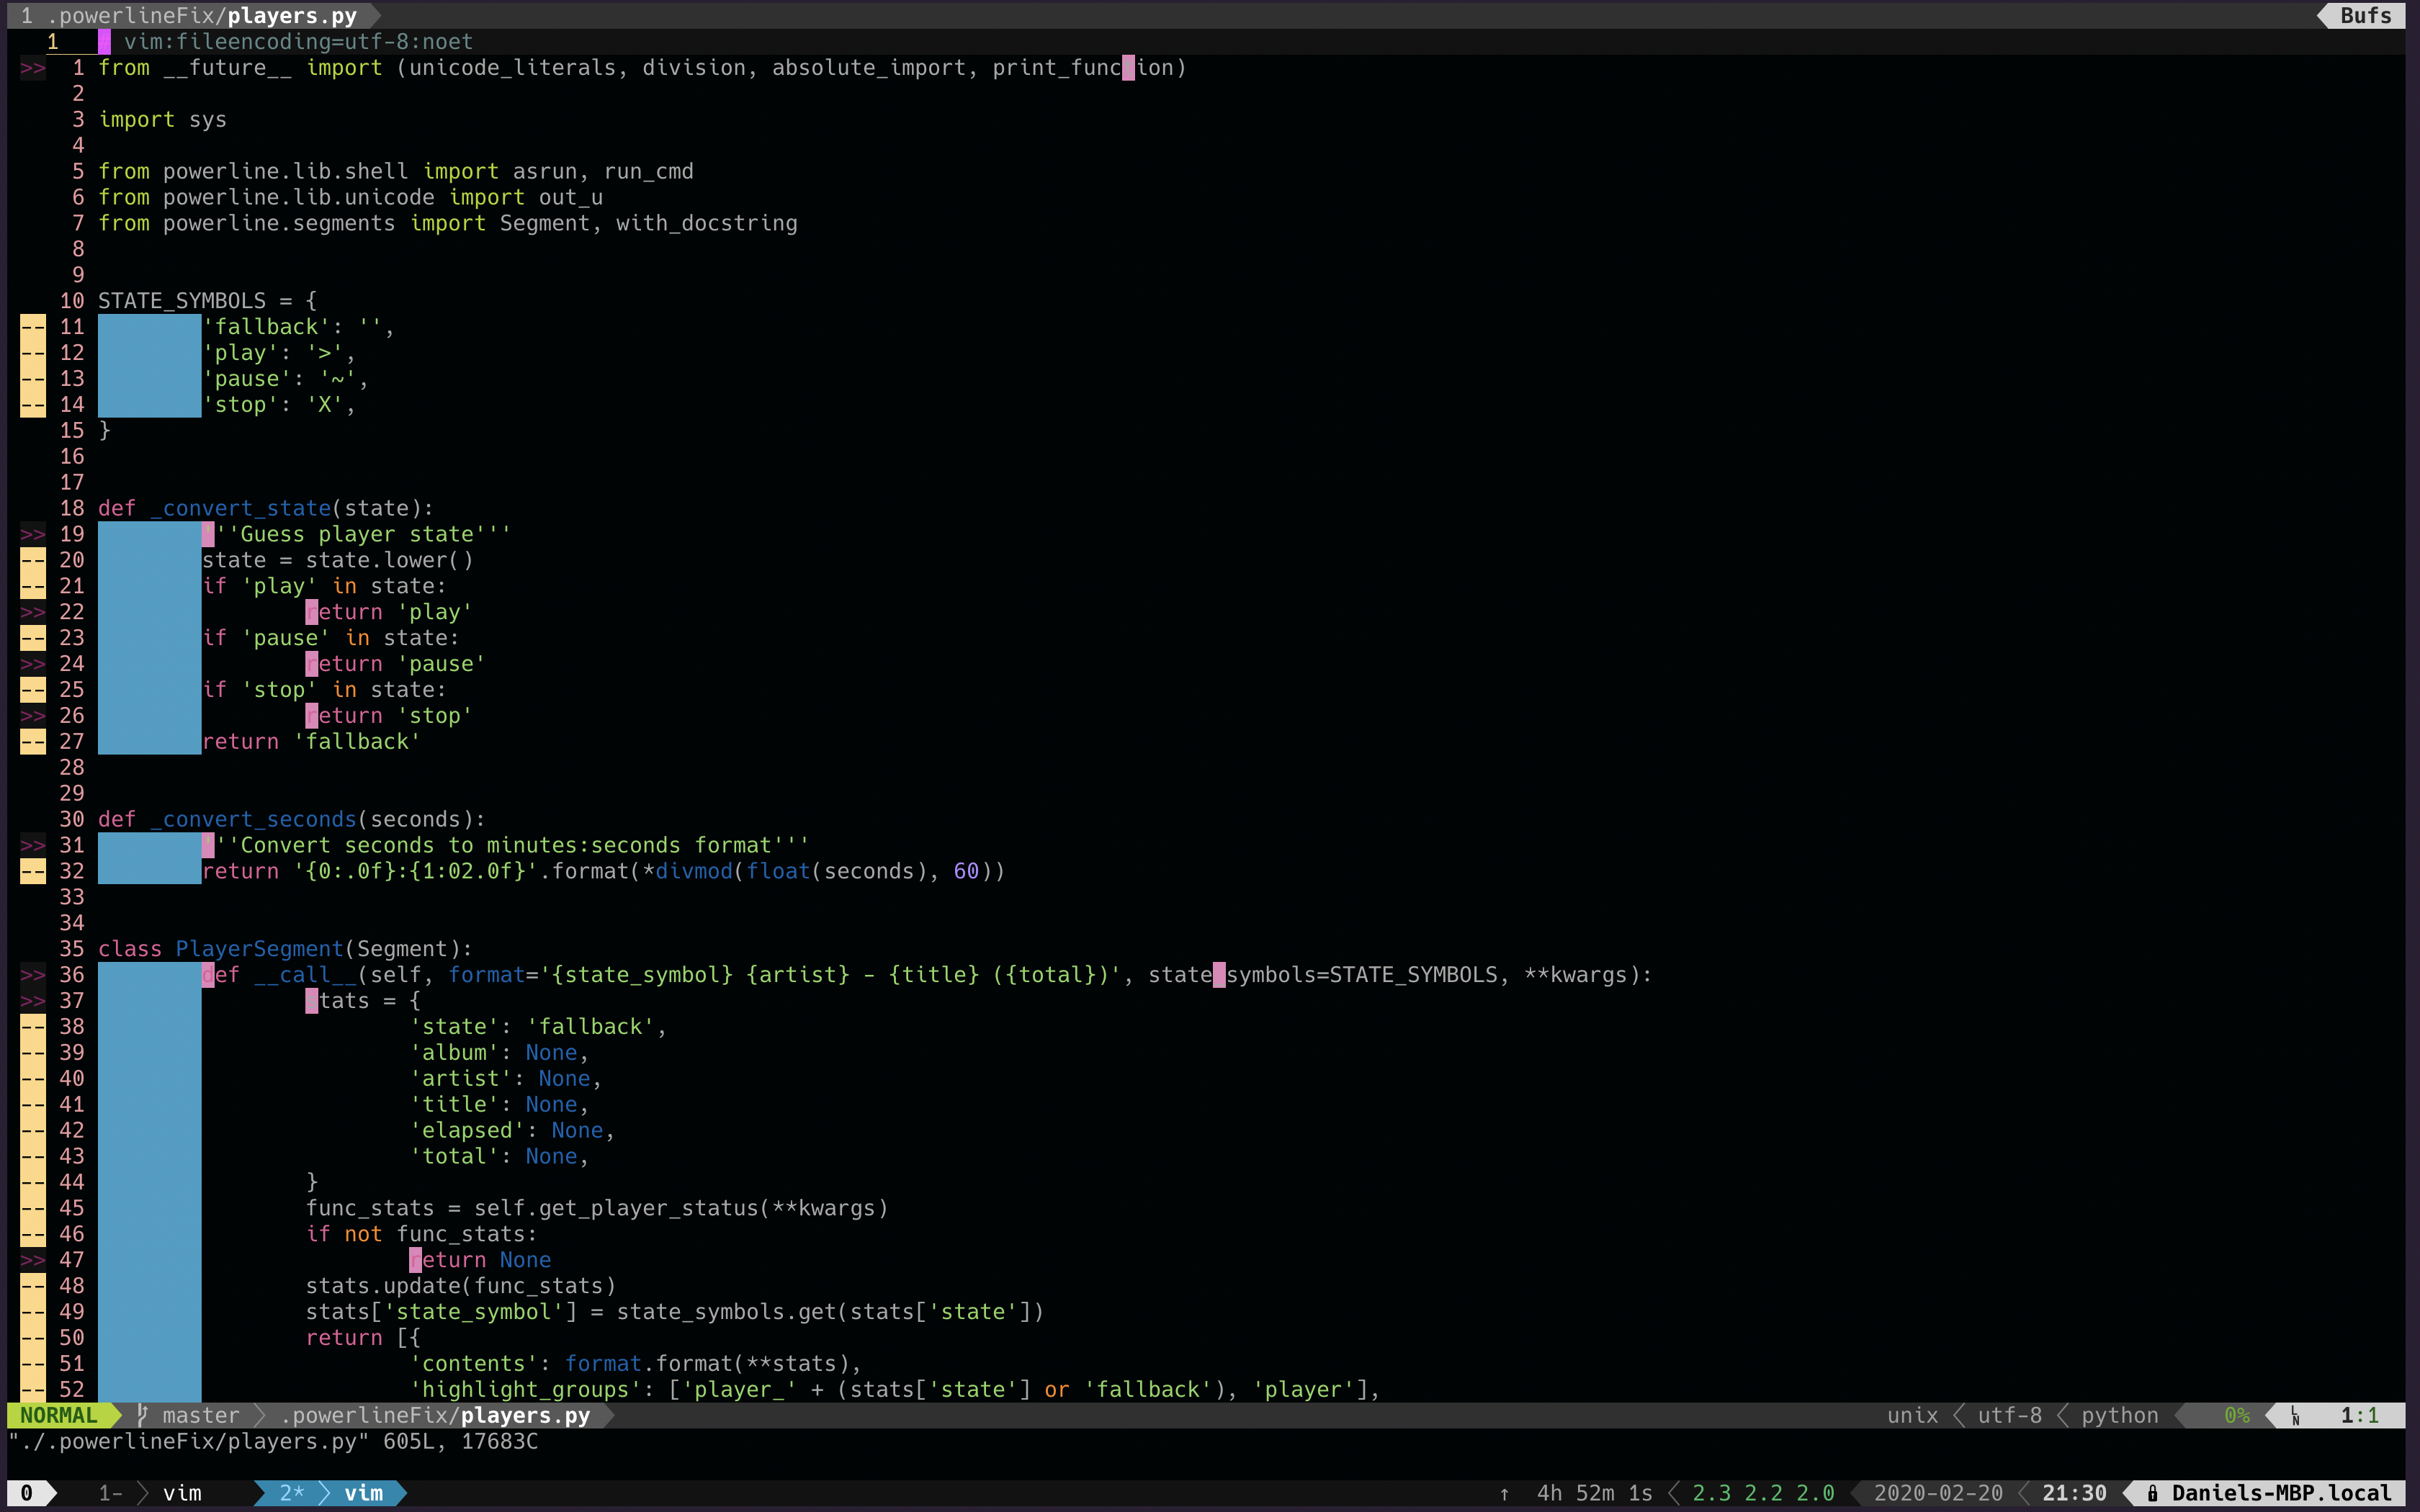 1 .powerlineFix/players.py Bufs
1 vim:fileencoding=utf-8:noet
>> 1 from __future__ import (unicode_literals, division, absolute_import, print_function)
2
3 import sys
4
5 from powerline.lib.shell import asrun, run_cmd
6 from powerline.lib.unicode import out_u
7 from powerline.segments import Segment, with_docstring
8
9
10 STATE_SYMBOLS = {
-- 11 'fallback': '',
-- 12 'play': '>',
-- 13 'pause': '~',
-- 14 'stop': 'X',
15 }
16
17
18 def _convert_state(state):
>> 19 '''Guess player state'''
-- 20 state = state.lower()
-- 21 if 'play' in state:
>> 22 return 'play'
-- 23 if 'pause' in state:
>> 24 return 'pause'
-- 25 if 'stop' in state:
>> 26 return 'stop'
-- 27 return 'fallback'
28
29
30 def _convert_seconds(seconds):
>> 31 '''Convert seconds to minutes:seconds format'''
-- 32 return '{0:.0f}:{1:02.0f}'.format(*divmod(float(seconds), 60))
33
34
35 class PlayerSegment(Segment):
>> 36 def __call__(self, format='{state_symbol} {artist} - {title} ({total})', state_symbols=STATE_SYMBOLS, **kwargs):
>> 37 stats = {
-- 38 'state': 'fallback',
-- 39 'album': None,
-- 40 'artist': None,
-- 41 'title': None,
-- 42 'elapsed': None,
-- 43 'total': None,
-- 44 }
-- 45 func_stats = self.get_player_status(**kwargs)
-- 46 if not func_stats:
>> 47 return None
-- 48 stats.update(func_stats)
-- 49 stats['state_symbol'] = state_symbols.get(stats['state'])
-- 50 return [{
-- 51 'contents': format.format(**stats),
-- 52 'highlight_groups': ['player_' + (stats['state'] or 'fallback'), 'player'],
NORMAL master .powerlineFix/players.py unix utf-8 python 0% LN 1:1
"./.powerlineFix/players.py" 605L, 17683C
0 1- vim 2* vim ↑ 4h 52m 1s 2.3 2.2 2.0 2020-02-20 21:30 Daniels-MBP.local